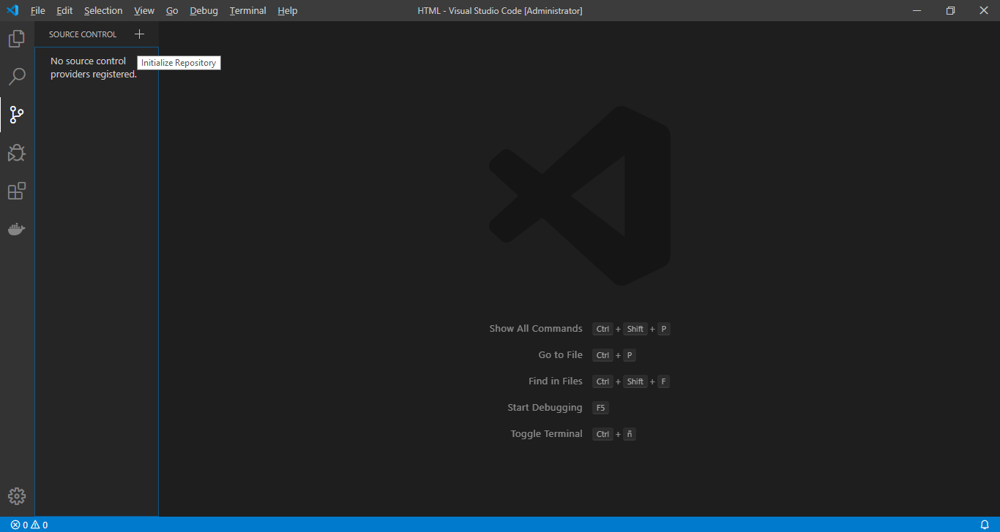 File Edit Selection View Go Debug Terminal Help
HTML - Visual Studio Code [Administrator]
SOURCE CONTROL
No source control
providers registered.
Initialize Repository
Show All Commands Ctrl + Shift + P
Go to File Ctrl + P
Find in Files Ctrl + Shift + F
Start Debugging F5
Toggle Terminal Ctrl + ñ
0 0